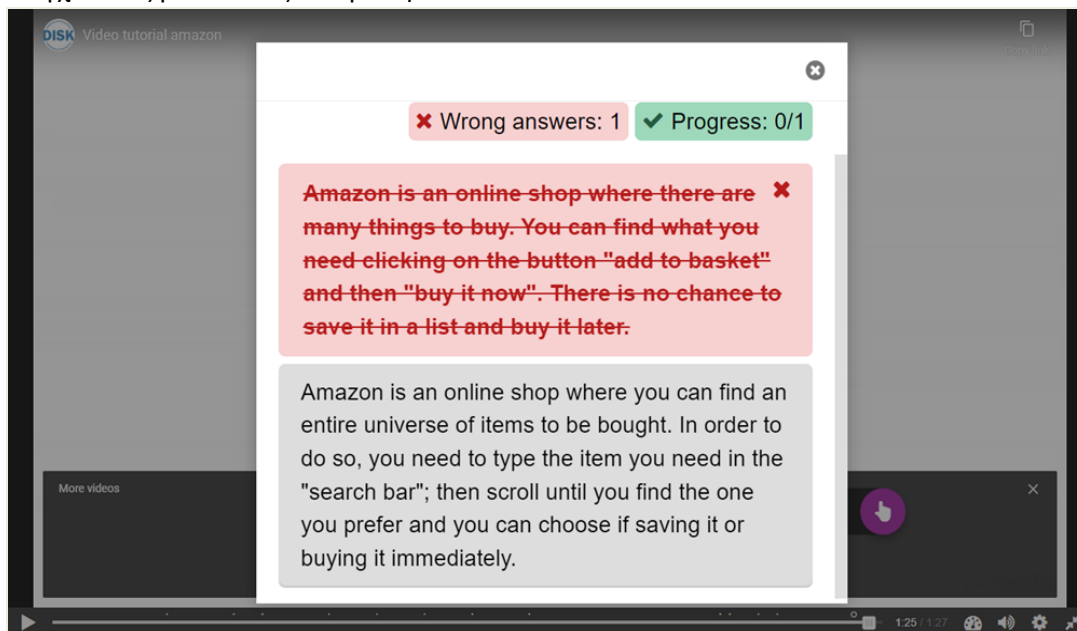 DISK Video tutorial amazon
Copy link
Wrong answers: 1 Progress: 0/1
Amazon is an online shop where there are
many things to buy. You can find what you
need clicking on the button "add to basket"
and then "buy it now". There is no chance to
save it in a list and buy it later.
Amazon is an online shop where you can find an
entire universe of items to be bought. In order to
do so, you need to type the item you need in the
"search bar"; then scroll until you find the one
you prefer and you can choose if saving it or
buying it immediately.
More videos
1:25 / 1:27